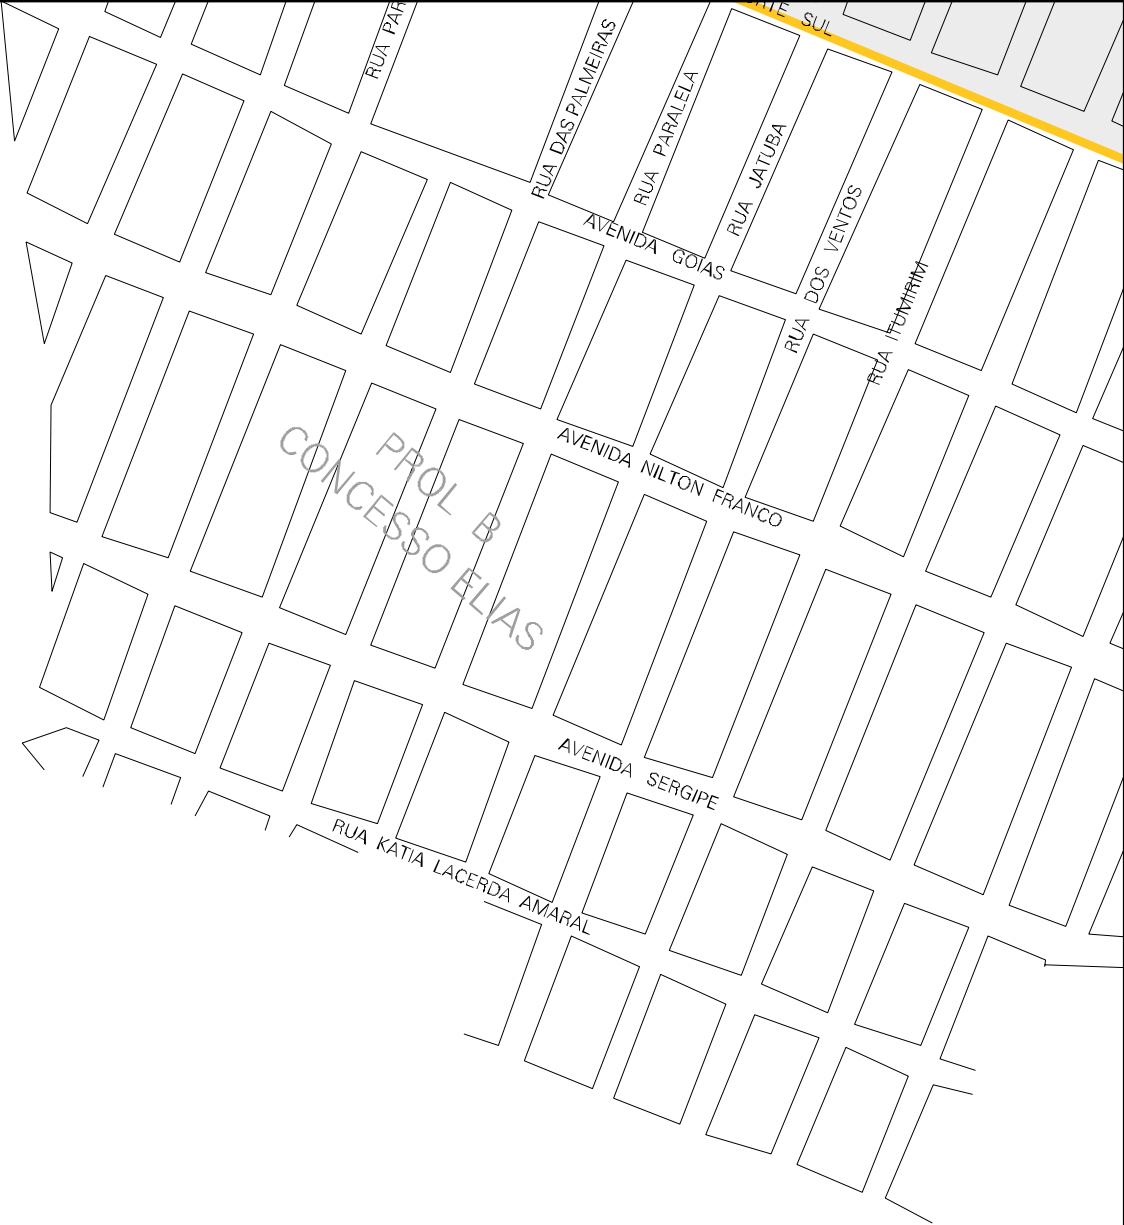 SUL
RUA
RUA DAS PALMEIRAS
RUA PARALELA
RUA JATUBA
RUA DOS VENTOS
RUA ITUMIRIM
AVENIDA GOIAS
AVENIDA NILTON FRANCO
PROL B
CONCESSO ELIAS
AVENIDA SERGIPE
RUA KATIA LACERDA AMARAL